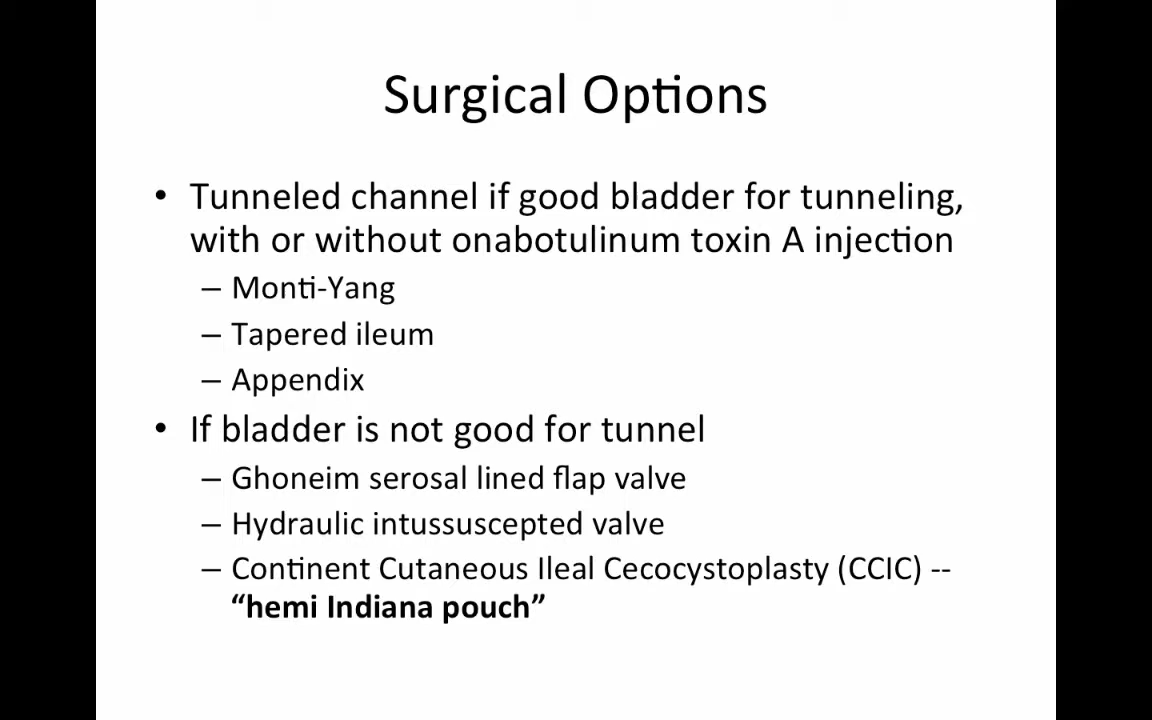 Surgical Options
• Tunneled channel if good bladder for tunneling,
with or without onabotulinum toxin A injection
– Monti-Yang
– Tapered ileum
– Appendix
• If bladder is not good for tunnel
– Ghoneim serosal lined flap valve
– Hydraulic intussuscepted valve
– Continent Cutaneous Ileal Cecocystoplasty (CCIC) --
“hemi Indiana pouch”